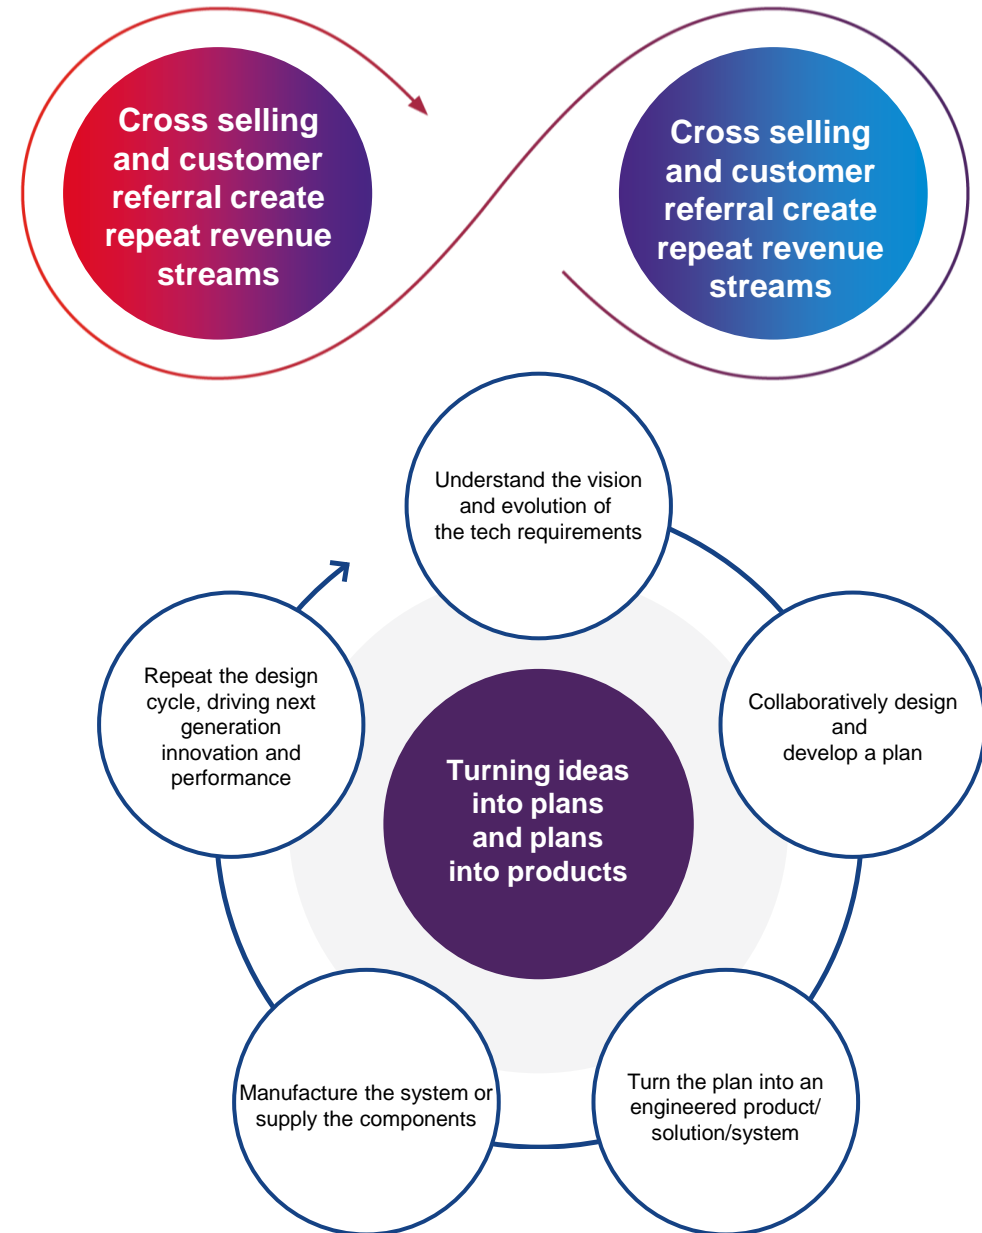 Cross selling
and customer
referral create
repeat revenue
streams
Cross selling
and customer
referral create
repeat revenue
streams
Understand the vision
and evolution of
the tech requirements
Collaboratively design
and
develop a plan
Turn the plan into an
engineered product/
solution/system
Manufacture the system or
supply the components
Repeat the design
cycle, driving next
generation
innovation and
performance
Turning ideas
into plans
and plans
into products